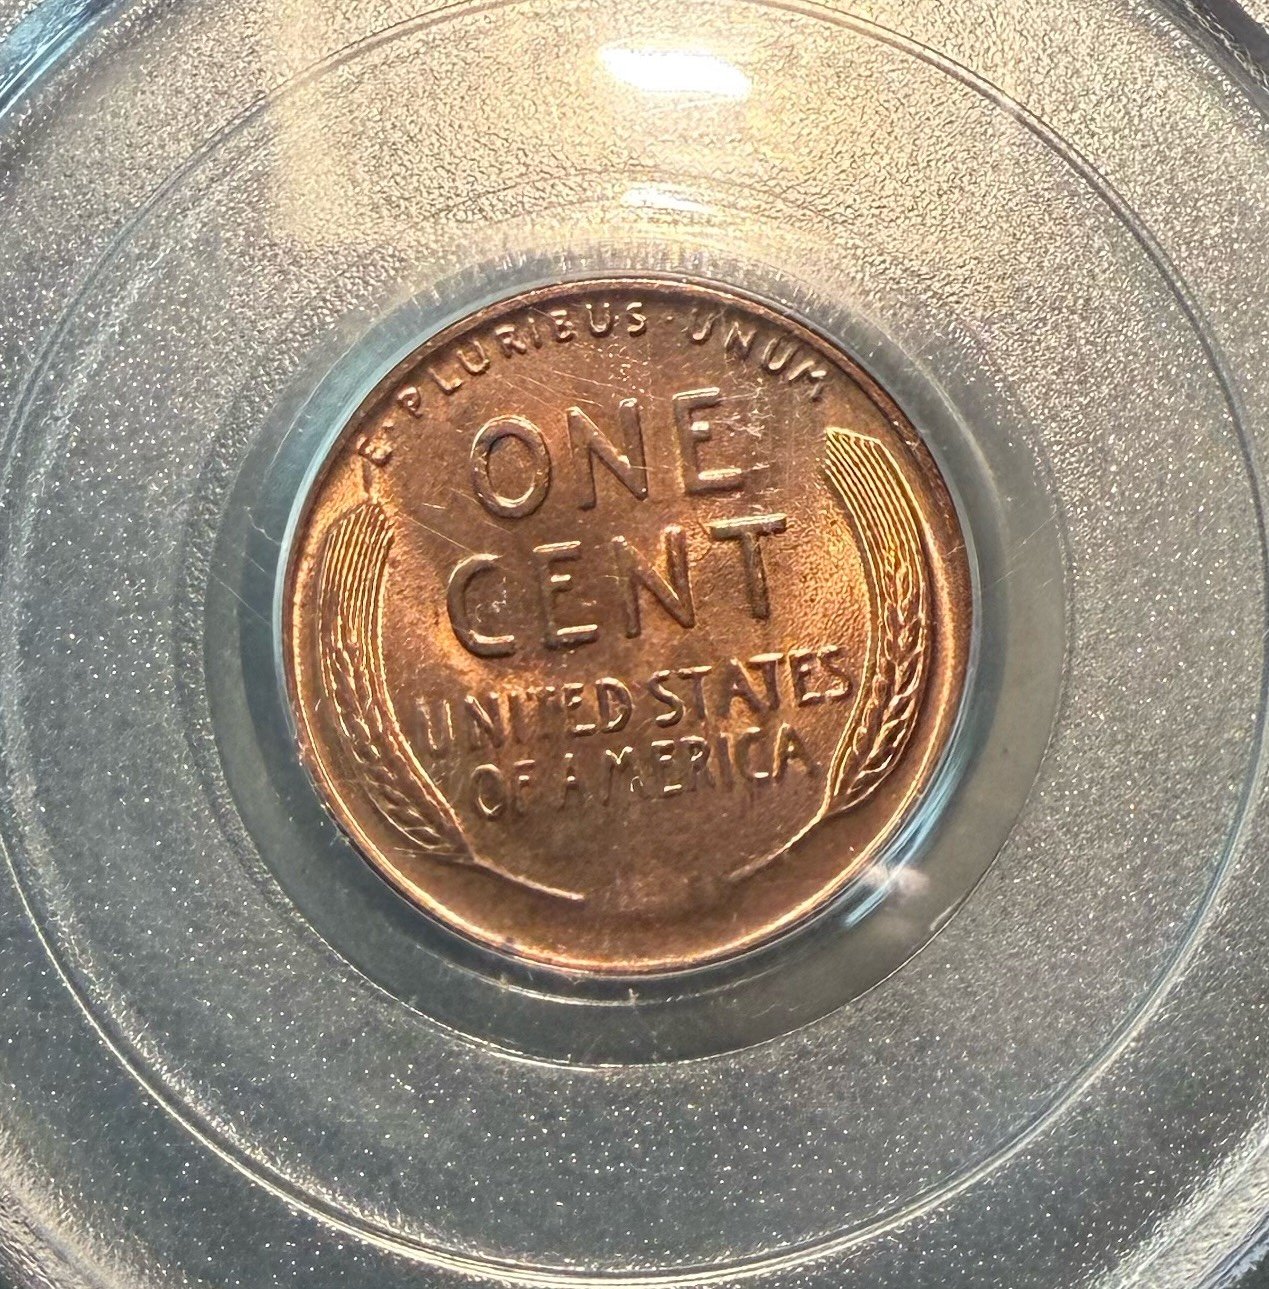 E·PLURIBUS·UNUM
ONE
CENT
UNITED STATES
OF AMERICA